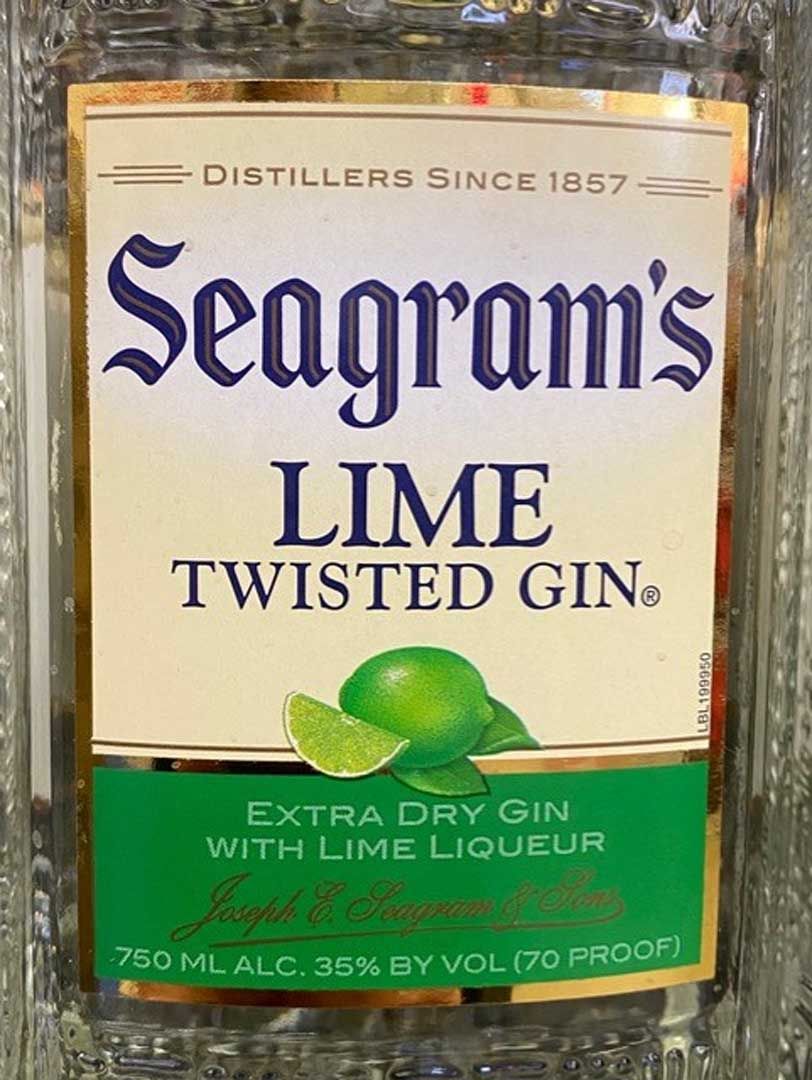 DISTILLERS SINCE 1857
Seagram's
LIME
TWISTED GIN®
LBL199950
EXTRA DRY GIN
WITH LIME LIQUEUR
Joseph E. Seagram & Sons
750 ML ALC. 35% BY VOL (70 PROOF)